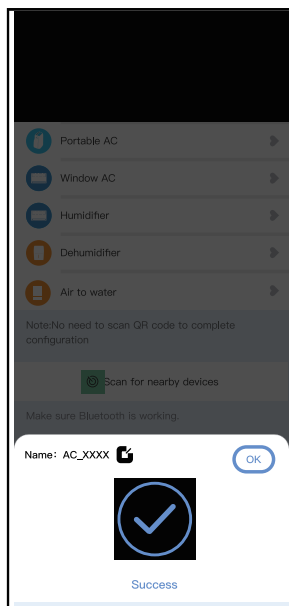 Portable AC
Window AC
Humidifier
Dehumidifier
Air to water
Note:No need to scan QR code to complete
configuration
Scan for nearby devices
Make sure Bluetooth is working.
Name: AC_XXXX
OK
Success